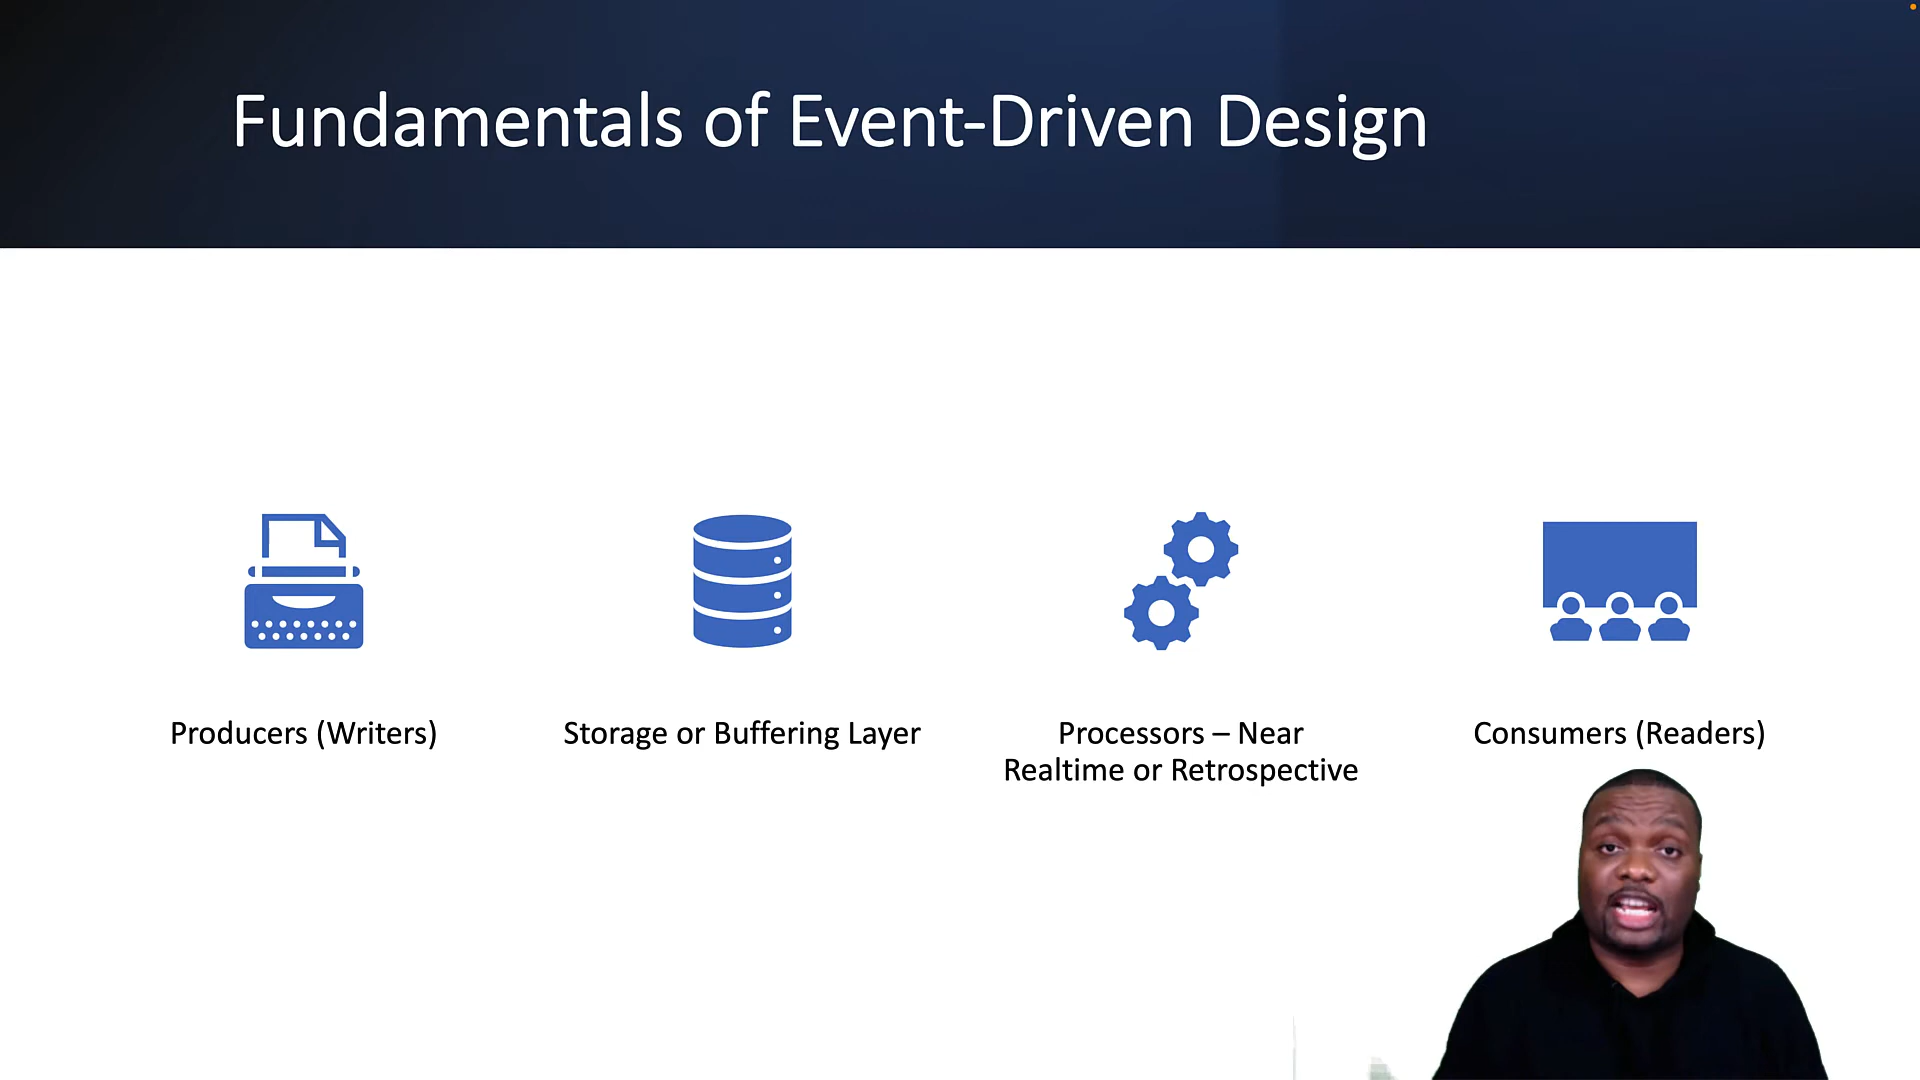 Fundamentals of Event-Driven Design
Producers (Writers)
Storage or Buffering Layer
Processors – Near
Realtime or Retrospective
Consumers (Readers)